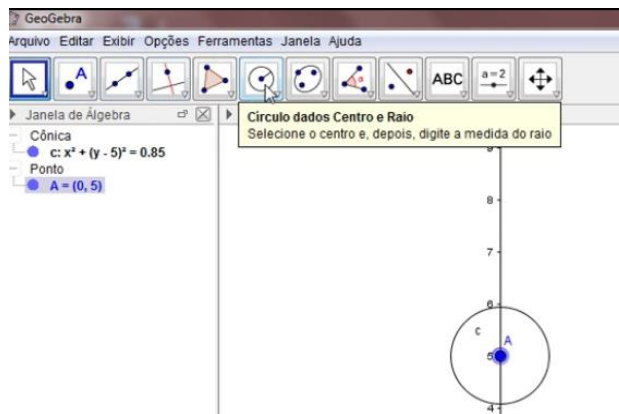 GeoGebra
Arquivo Editar Exibir Opções Ferramentas Janela Ajuda
A
α
ABC
a=2
Janela de Álgebra
Círculo dados Centro e Raio
Selecione o centro e, depois, digite a medida do raio
Cônica
c: x² + (y - 5)² = 0.85
Ponto
A = (0, 5)
9
8
7
6
c
A
5
4